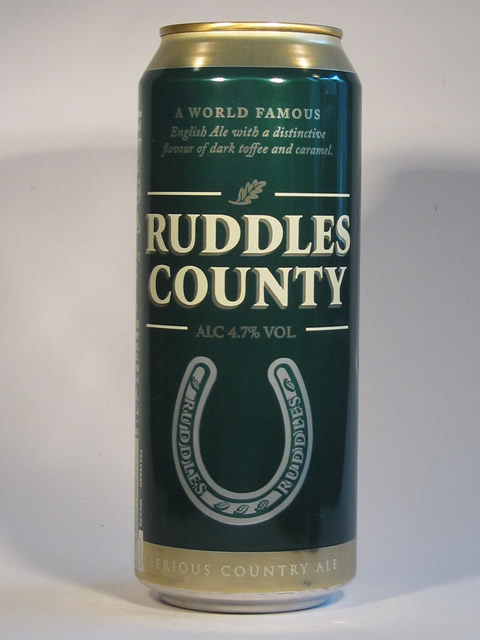 A WORLD FAMOUS
English Ale with a distinctive
flavour of dark toffee and caramel.
RUDDLES
COUNTY
ALC 4.7% VOL.
RUDDLES
RUDDLES
SERIOUS COUNTRY ALE